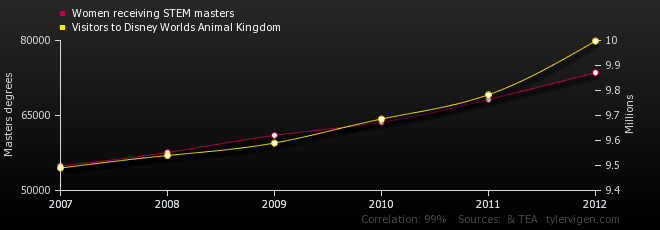 Women receiving STEM masters
Visitors to Disney Worlds Animal Kingdom
80000
65000
50000
Masters degrees
10
9.9
9.8
9.7
9.6
9.5
9.4
Millions
2007 2008 2009 2010 2011 2012
Correlation: 99% Sources: & TEA tylervigen.com